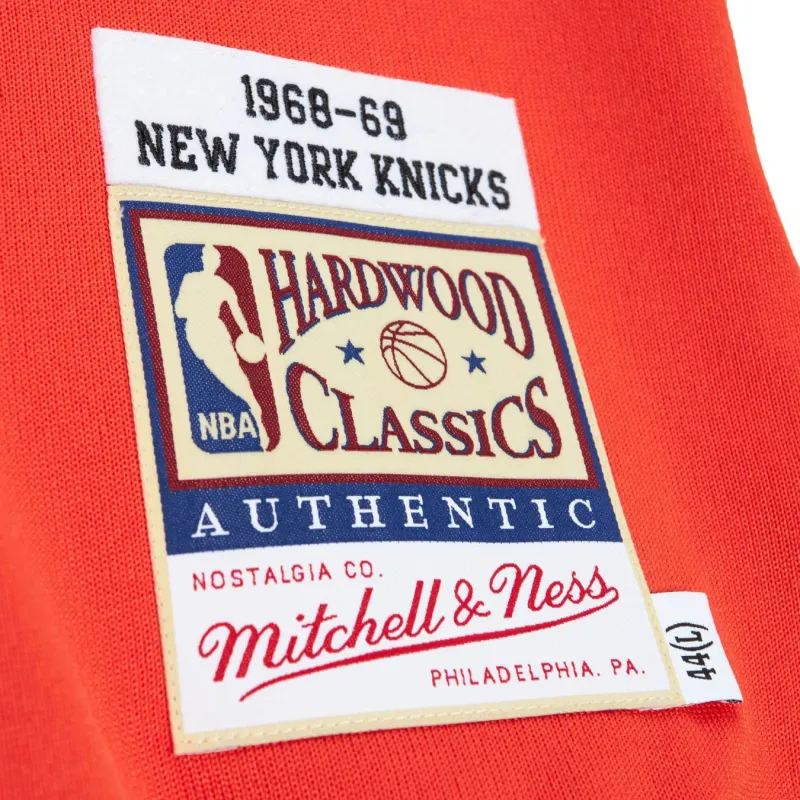 1968-69
NEW YORK KNICKS
HARDWOOD
CLASSICS
NBA
AUTHENTIC
NOSTALGIA CO.
Mitchell & Ness
PHILADELPHIA. PA.
44(L)